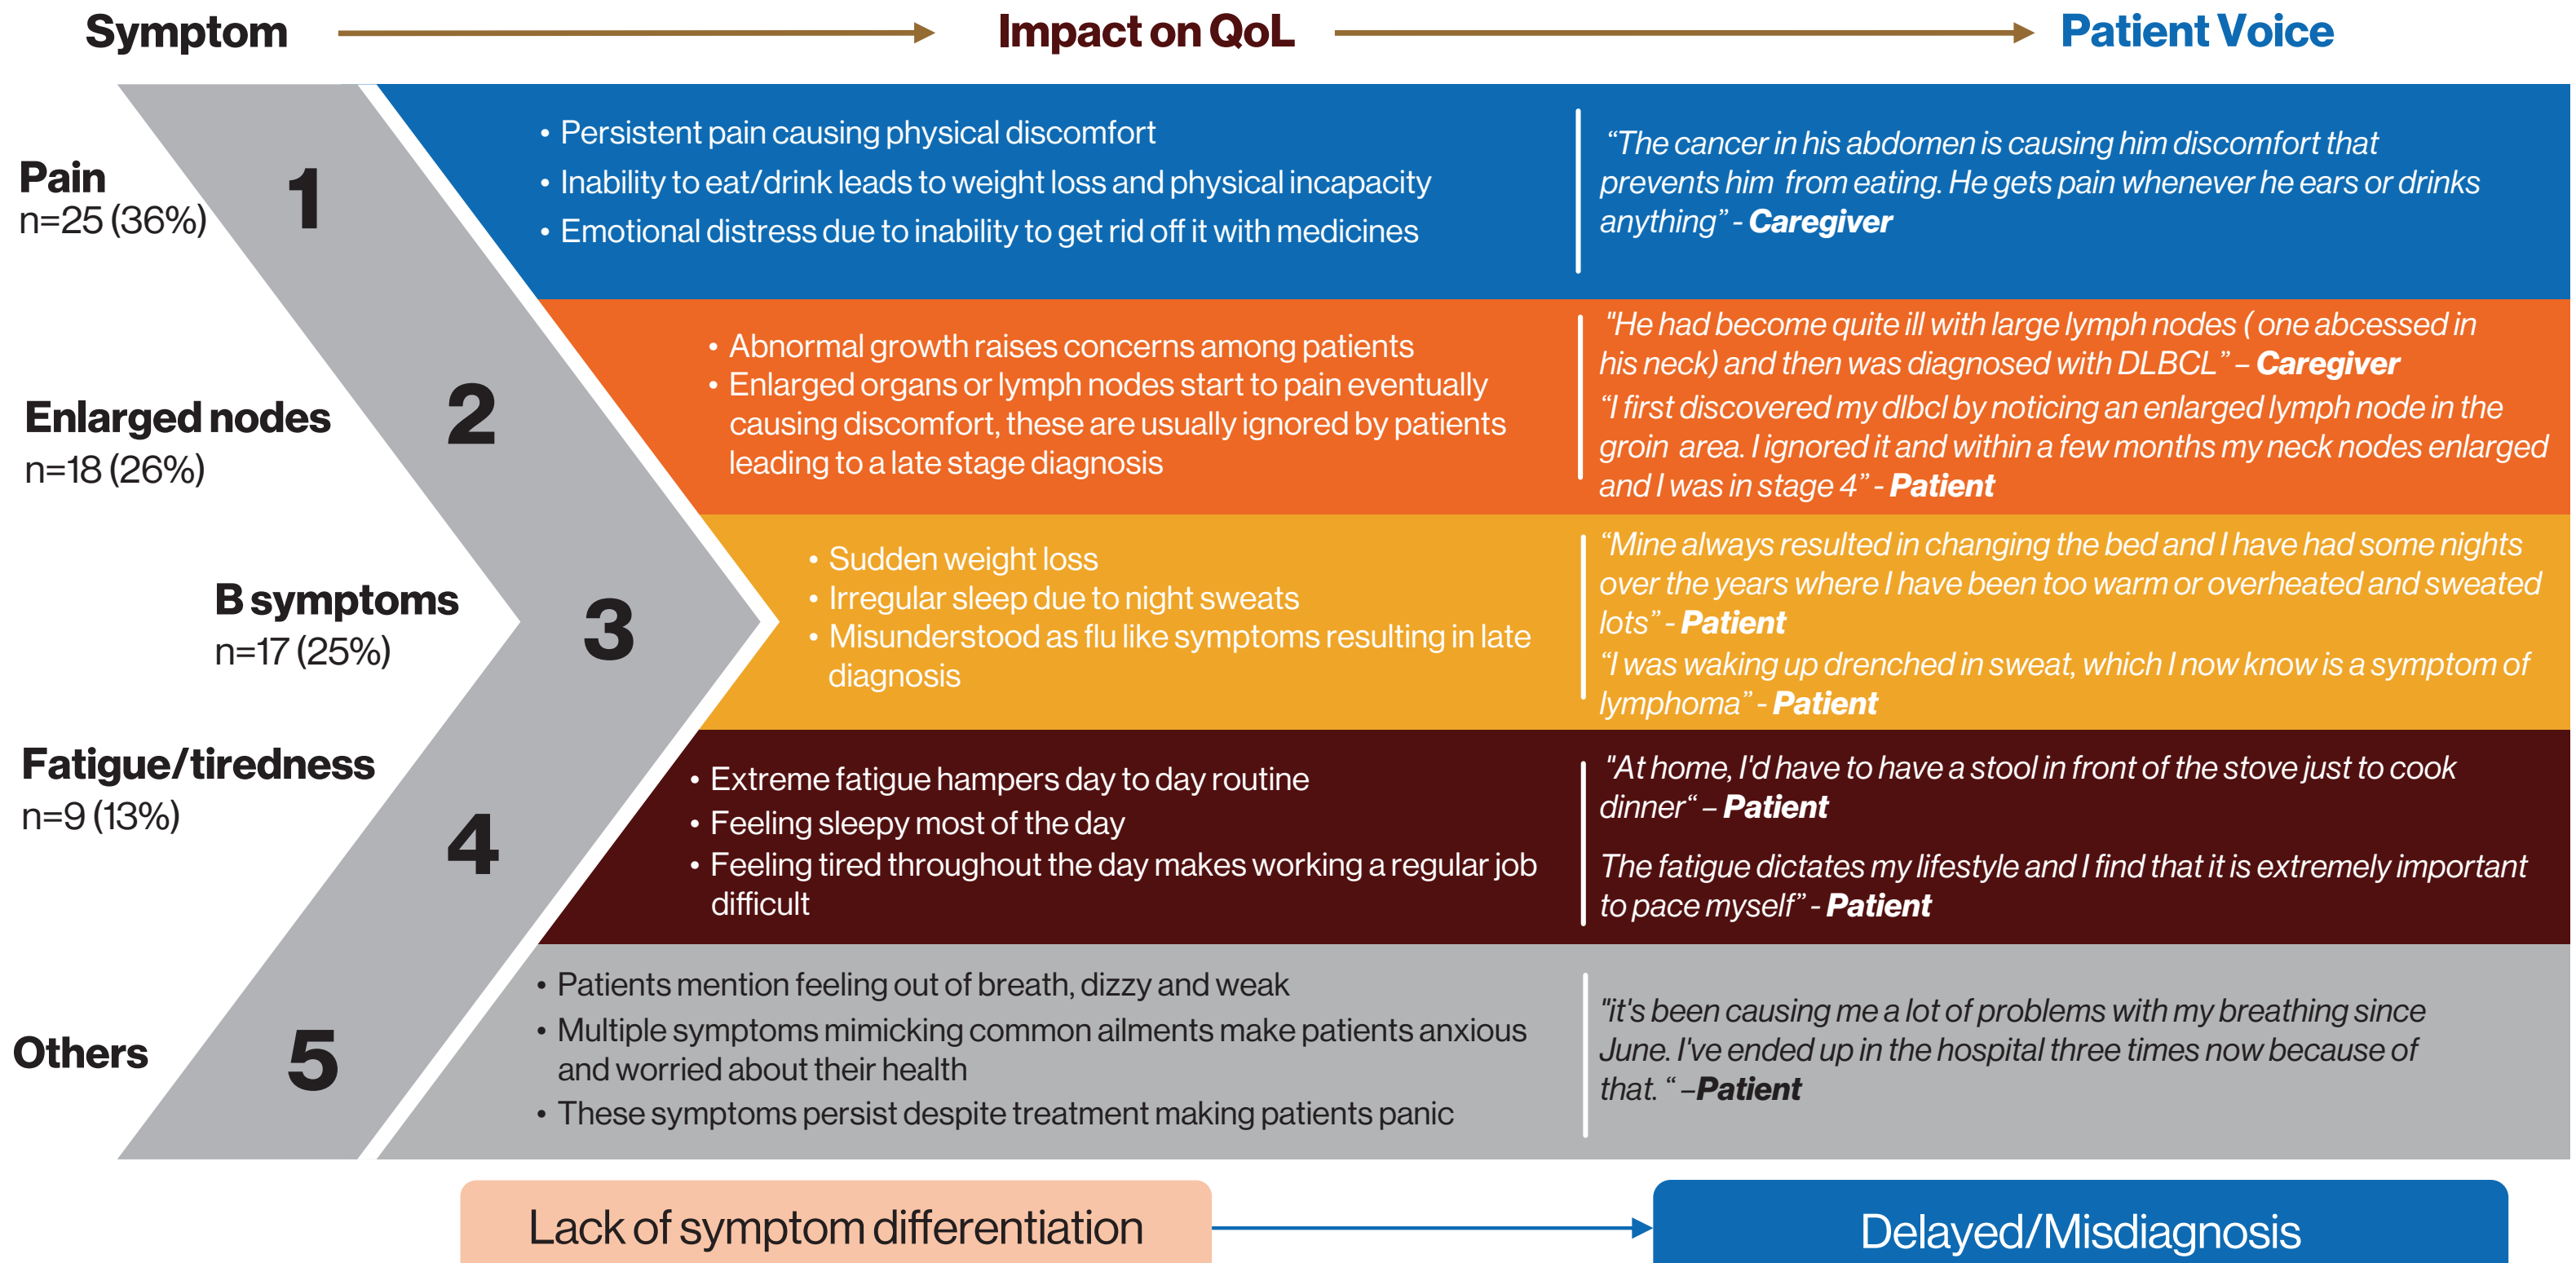 Symptom
Impact on QoL
Patient Voice
Pain
n=25 (36%)
1
• Persistent pain causing physical discomfort
• Inability to eat/drink leads to weight loss and physical incapacity
• Emotional distress due to inability to get rid off it with medicines
“The cancer in his abdomen is causing him discomfort that
prevents him from eating. He gets pain whenever he ears or drinks
anything” - Caregiver
Enlarged nodes
n=18 (26%)
2
• Abnormal growth raises concerns among patients
• Enlarged organs or lymph nodes start to pain eventually
causing discomfort, these are usually ignored by patients
leading to a late stage diagnosis
"He had become quite ill with large lymph nodes ( one abcessed in
his neck) and then was diagnosed with DLBCL” – Caregiver
“I first discovered my dlbcl by noticing an enlarged lymph node in the
groin area. I ignored it and within a few months my neck nodes enlarged
and I was in stage 4” - Patient
B symptoms
n=17 (25%)
3
• Sudden weight loss
• Irregular sleep due to night sweats
• Misunderstood as flu like symptoms resulting in late
diagnosis
“Mine always resulted in changing the bed and I have had some nights
over the years where I have been too warm or overheated and sweated
lots” - Patient
“I was waking up drenched in sweat, which I now know is a symptom of
lymphoma” - Patient
Fatigue/tiredness
n=9 (13%)
4
• Extreme fatigue hampers day to day routine
• Feeling sleepy most of the day
• Feeling tired throughout the day makes working a regular job
difficult
"At home, I'd have to have a stool in front of the stove just to cook
dinner“ – Patient
The fatigue dictates my lifestyle and I find that it is extremely important
to pace myself” - Patient
Others
5
• Patients mention feeling out of breath, dizzy and weak
• Multiple symptoms mimicking common ailments make patients anxious
and worried about their health
• These symptoms persist despite treatment making patients panic
"it's been causing me a lot of problems with my breathing since
June. I've ended up in the hospital three times now because of
that. “ –Patient
Lack of symptom differentiation
Delayed/Misdiagnosis